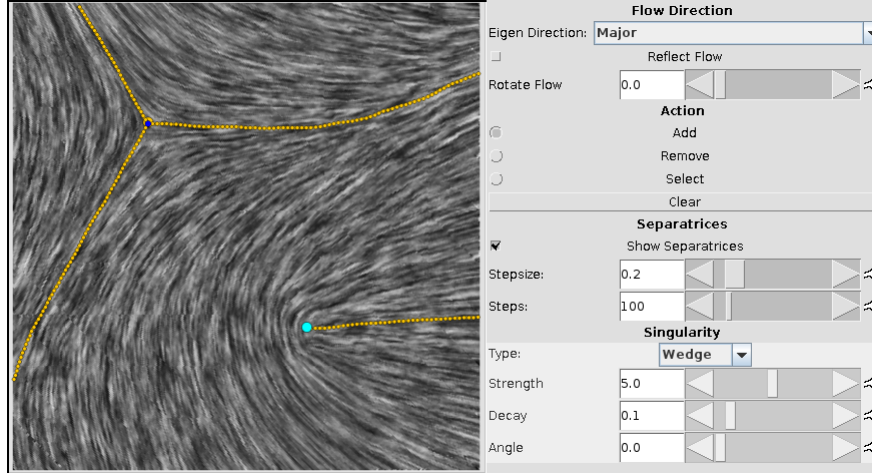 Flow Direction
Eigen Direction: Major
Reflect Flow
Rotate Flow 0.0
Action
Add
Remove
Select
Clear
Separatrices
Show Separatrices
Stepsize: 0.2
Steps: 100
Singularity
Type: Wedge
Strength 5.0
Decay 0.1
Angle 0.0